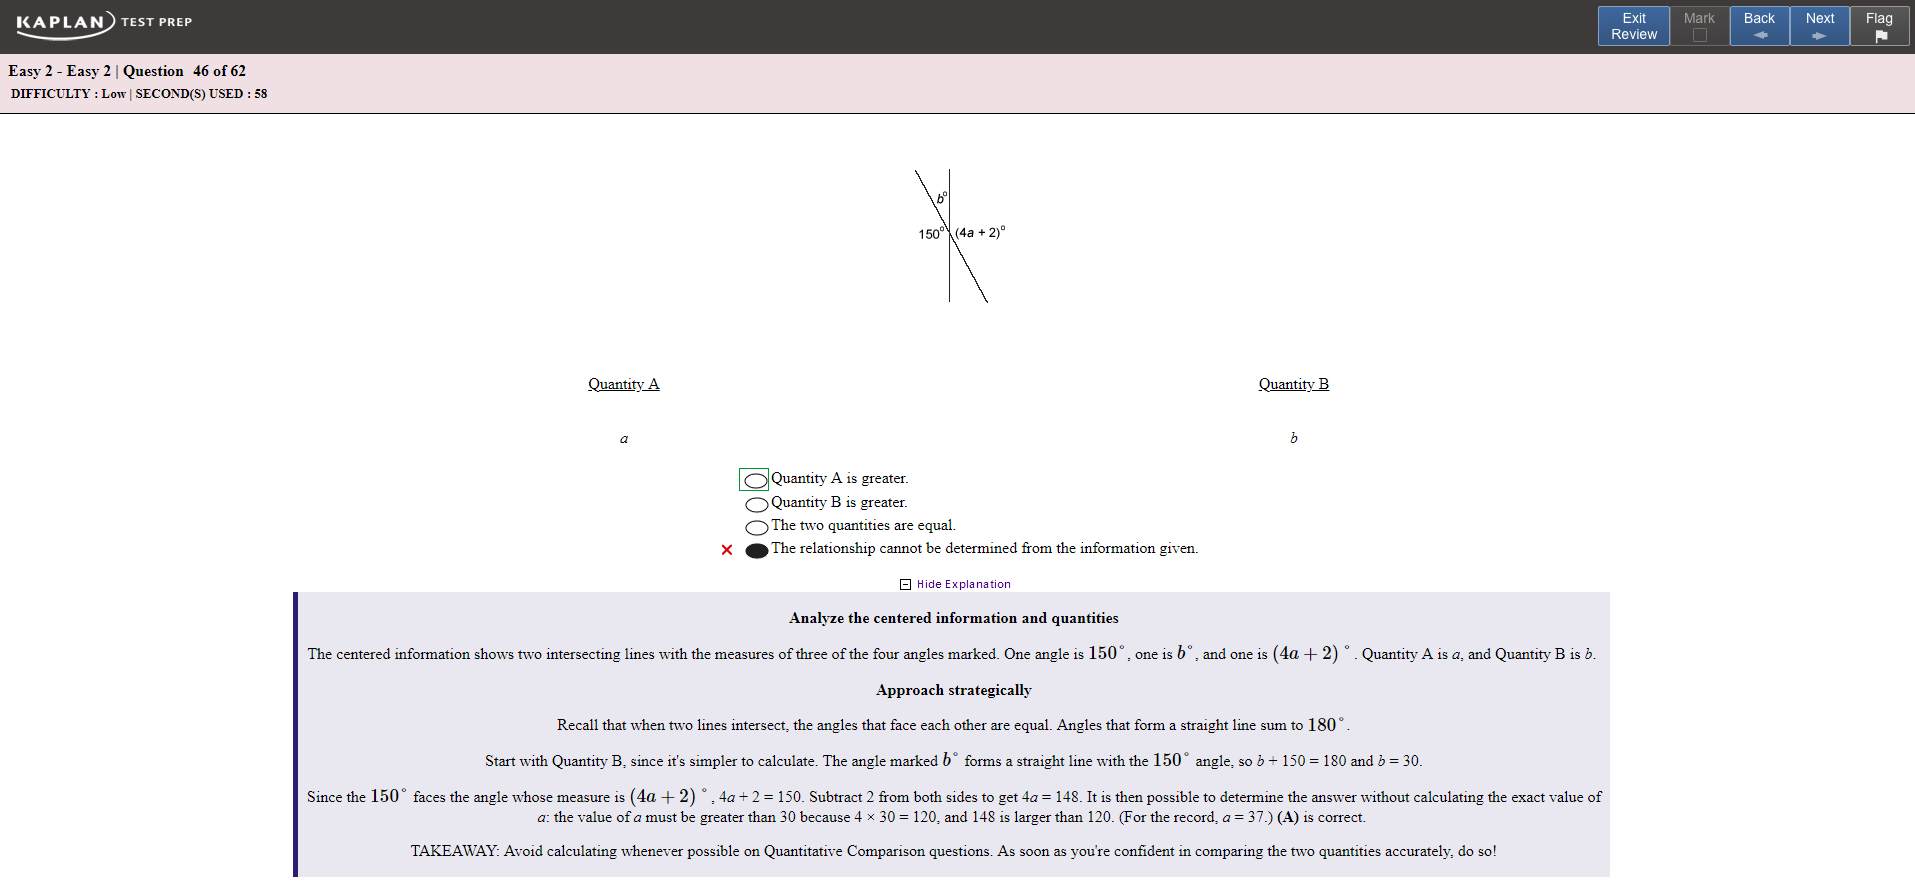 KAPLAN TEST PREP
Exit Review
Mark
Back
Next
Flag
Easy 2 - Easy 2 | Question 46 of 62
DIFFICULTY : Low | SECOND(S) USED : 58
b°
150° (4a + 2)°
Quantity A
Quantity B
a
b
Quantity A is greater.
Quantity B is greater.
The two quantities are equal.
The relationship cannot be determined from the information given.
Hide Explanation
Analyze the centered information and quantities
The centered information shows two intersecting lines with the measures of three of the four angles marked. One angle is 150°, one is b°, and one is (4a + 2)°. Quantity A is a, and Quantity B is b.
Approach strategically
Recall that when two lines intersect, the angles that face each other are equal. Angles that form a straight line sum to 180°.
Start with Quantity B, since it's simpler to calculate. The angle marked b° forms a straight line with the 150° angle, so b + 150 = 180 and b = 30.
Since the 150° faces the angle whose measure is (4a + 2)°, 4a + 2 = 150. Subtract 2 from both sides to get 4a = 148. It is then possible to determine the answer without calculating the exact value of
a: the value of a must be greater than 30 because 4 × 30 = 120, and 148 is larger than 120. (For the record, a = 37.) (A) is correct.
TAKEAWAY: Avoid calculating whenever possible on Quantitative Comparison questions. As soon as you're confident in comparing the two quantities accurately, do so!